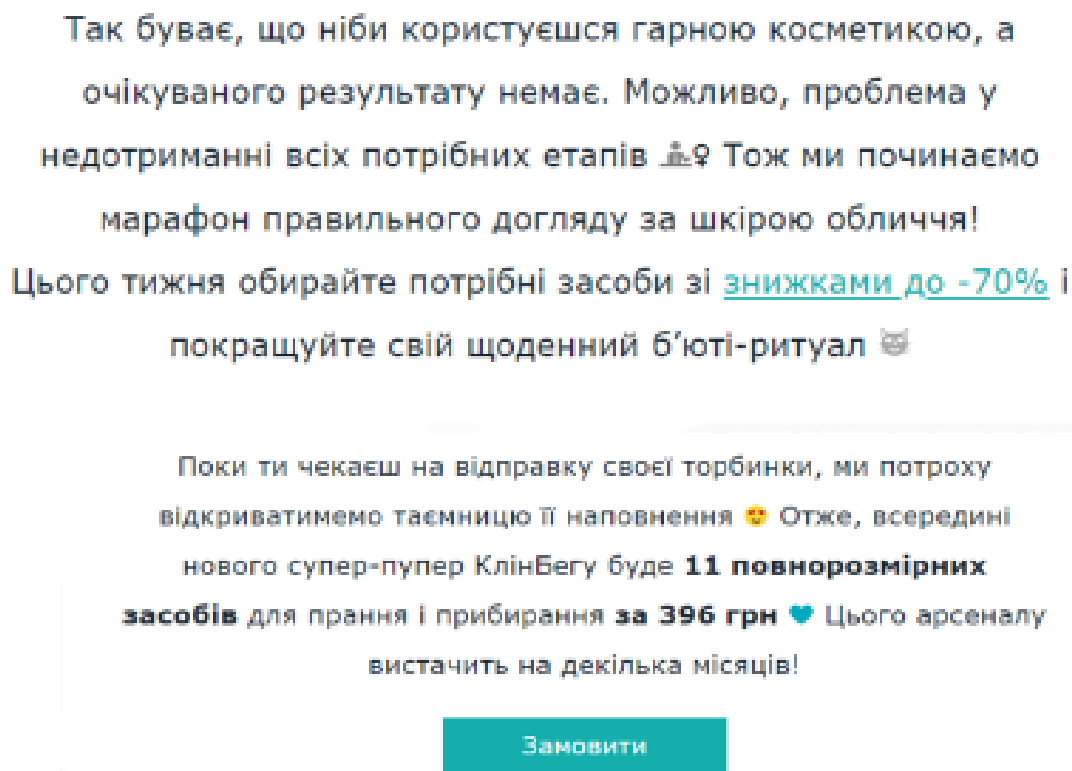 Так буває, що ніби користуєшся гарною косметикою, а
очікуваного результату немає. Можливо, проблема у
недотриманні всіх потрібних етапів 🧖♀ Тож ми починаємо
марафон правильного догляду за шкірою обличчя!
Цього тижня обирайте потрібні засоби зі знижками до -70% і
покращуйте свій щоденний б’юті-ритуал 😻
Поки ти чекаєш на відправку своєї торбинки, ми потроху
відкриватимемо таємницю її наповнення 😍 Отже, всередині
нового супер-пупер КлінБегу буде 11 повнорозмірних
засобів для прання і прибирання за 396 грн 💙 Цього арсеналу
вистачить на декілька місяців!
Замовити